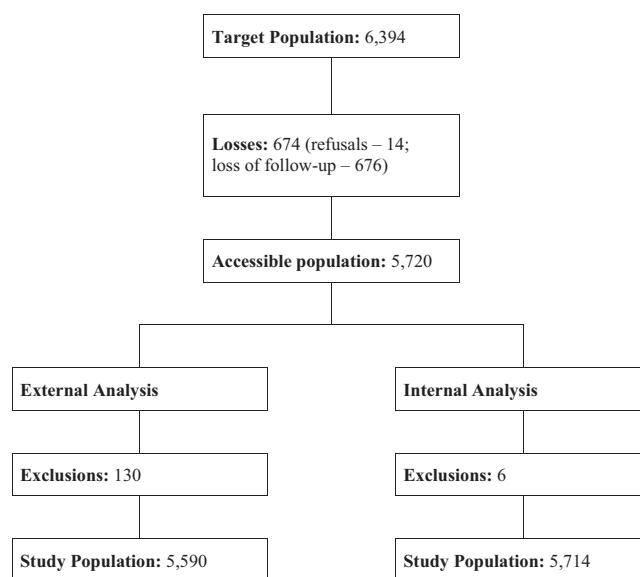 Target Population: 6,394
Losses: 674 (refusals – 14;
loss of follow-up – 676)
Accessible population: 5,720
External Analysis
Internal Analysis
Exclusions: 130
Exclusions: 6
Study Population: 5,590
Study Population: 5,714